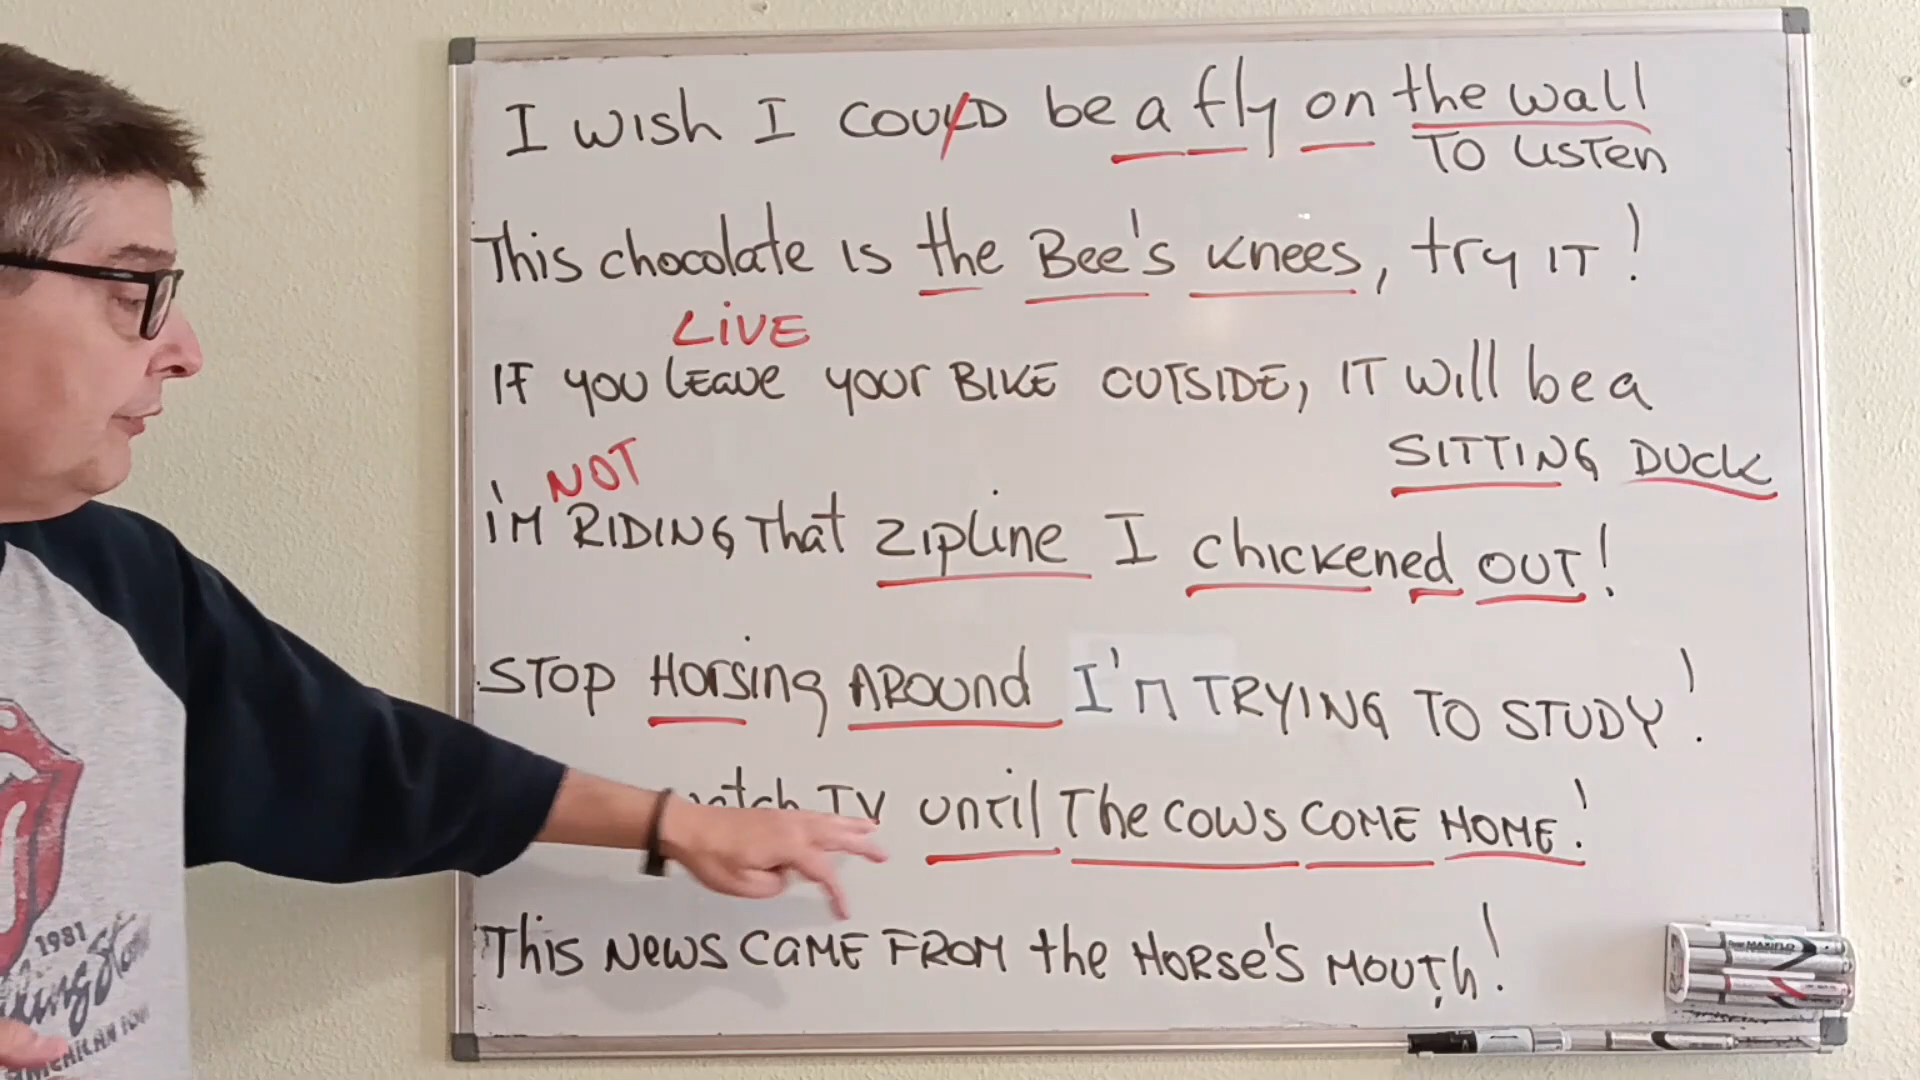 I wish I could be a fly on the wall
TO LISTEN
This chocolate is the Bee's knees, try IT!
LiVE
IF you Leave your BIKE OUTSIDE, IT will be a
SITTING DUCK
NOT
I'M RIDING That zipline I chickened OUT!
STOP Horsing AROUND I'M TRYING TO STUDY!
TV until The cows COME HOME!
This NEWS CAME FROM the HORSE'S MOUTH!
1981